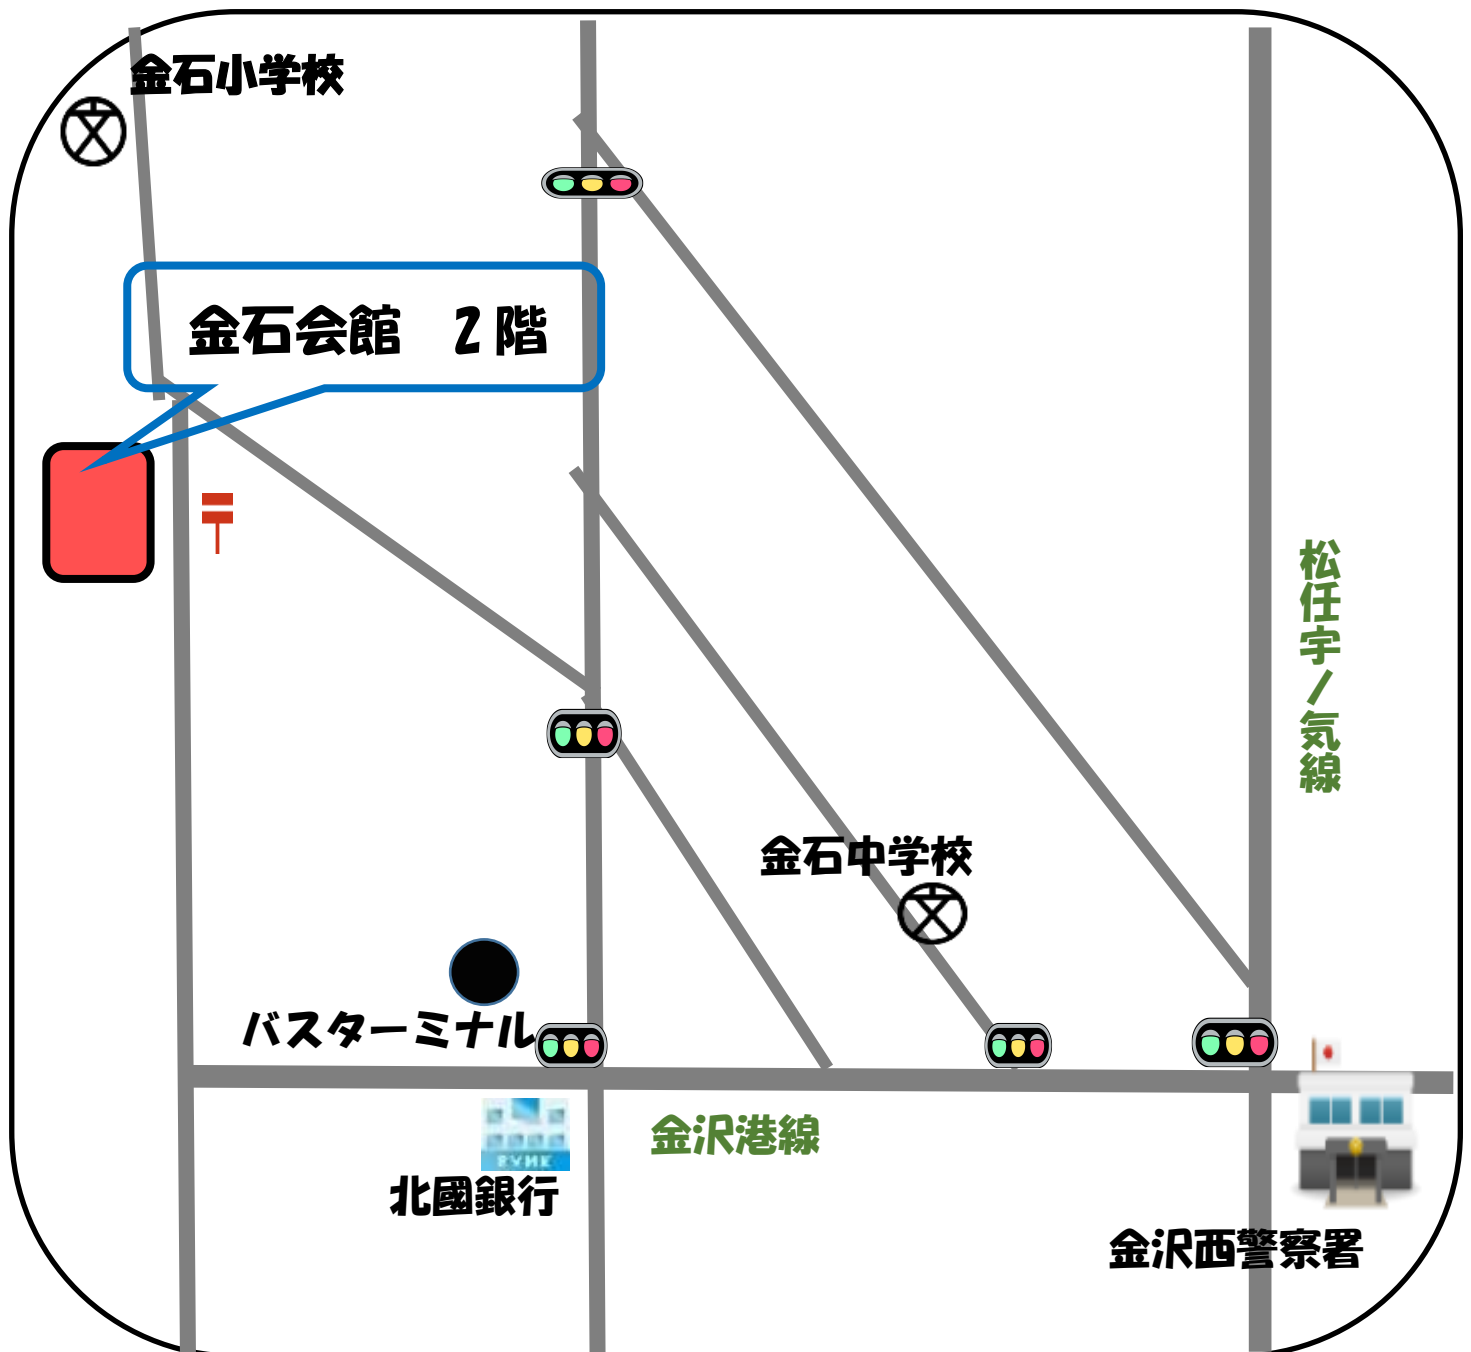 金石小学校
金石会館　2階
松任宇ノ気線
金石中学校
バスターミナル
金沢港線
北國銀行
金沢西警察署